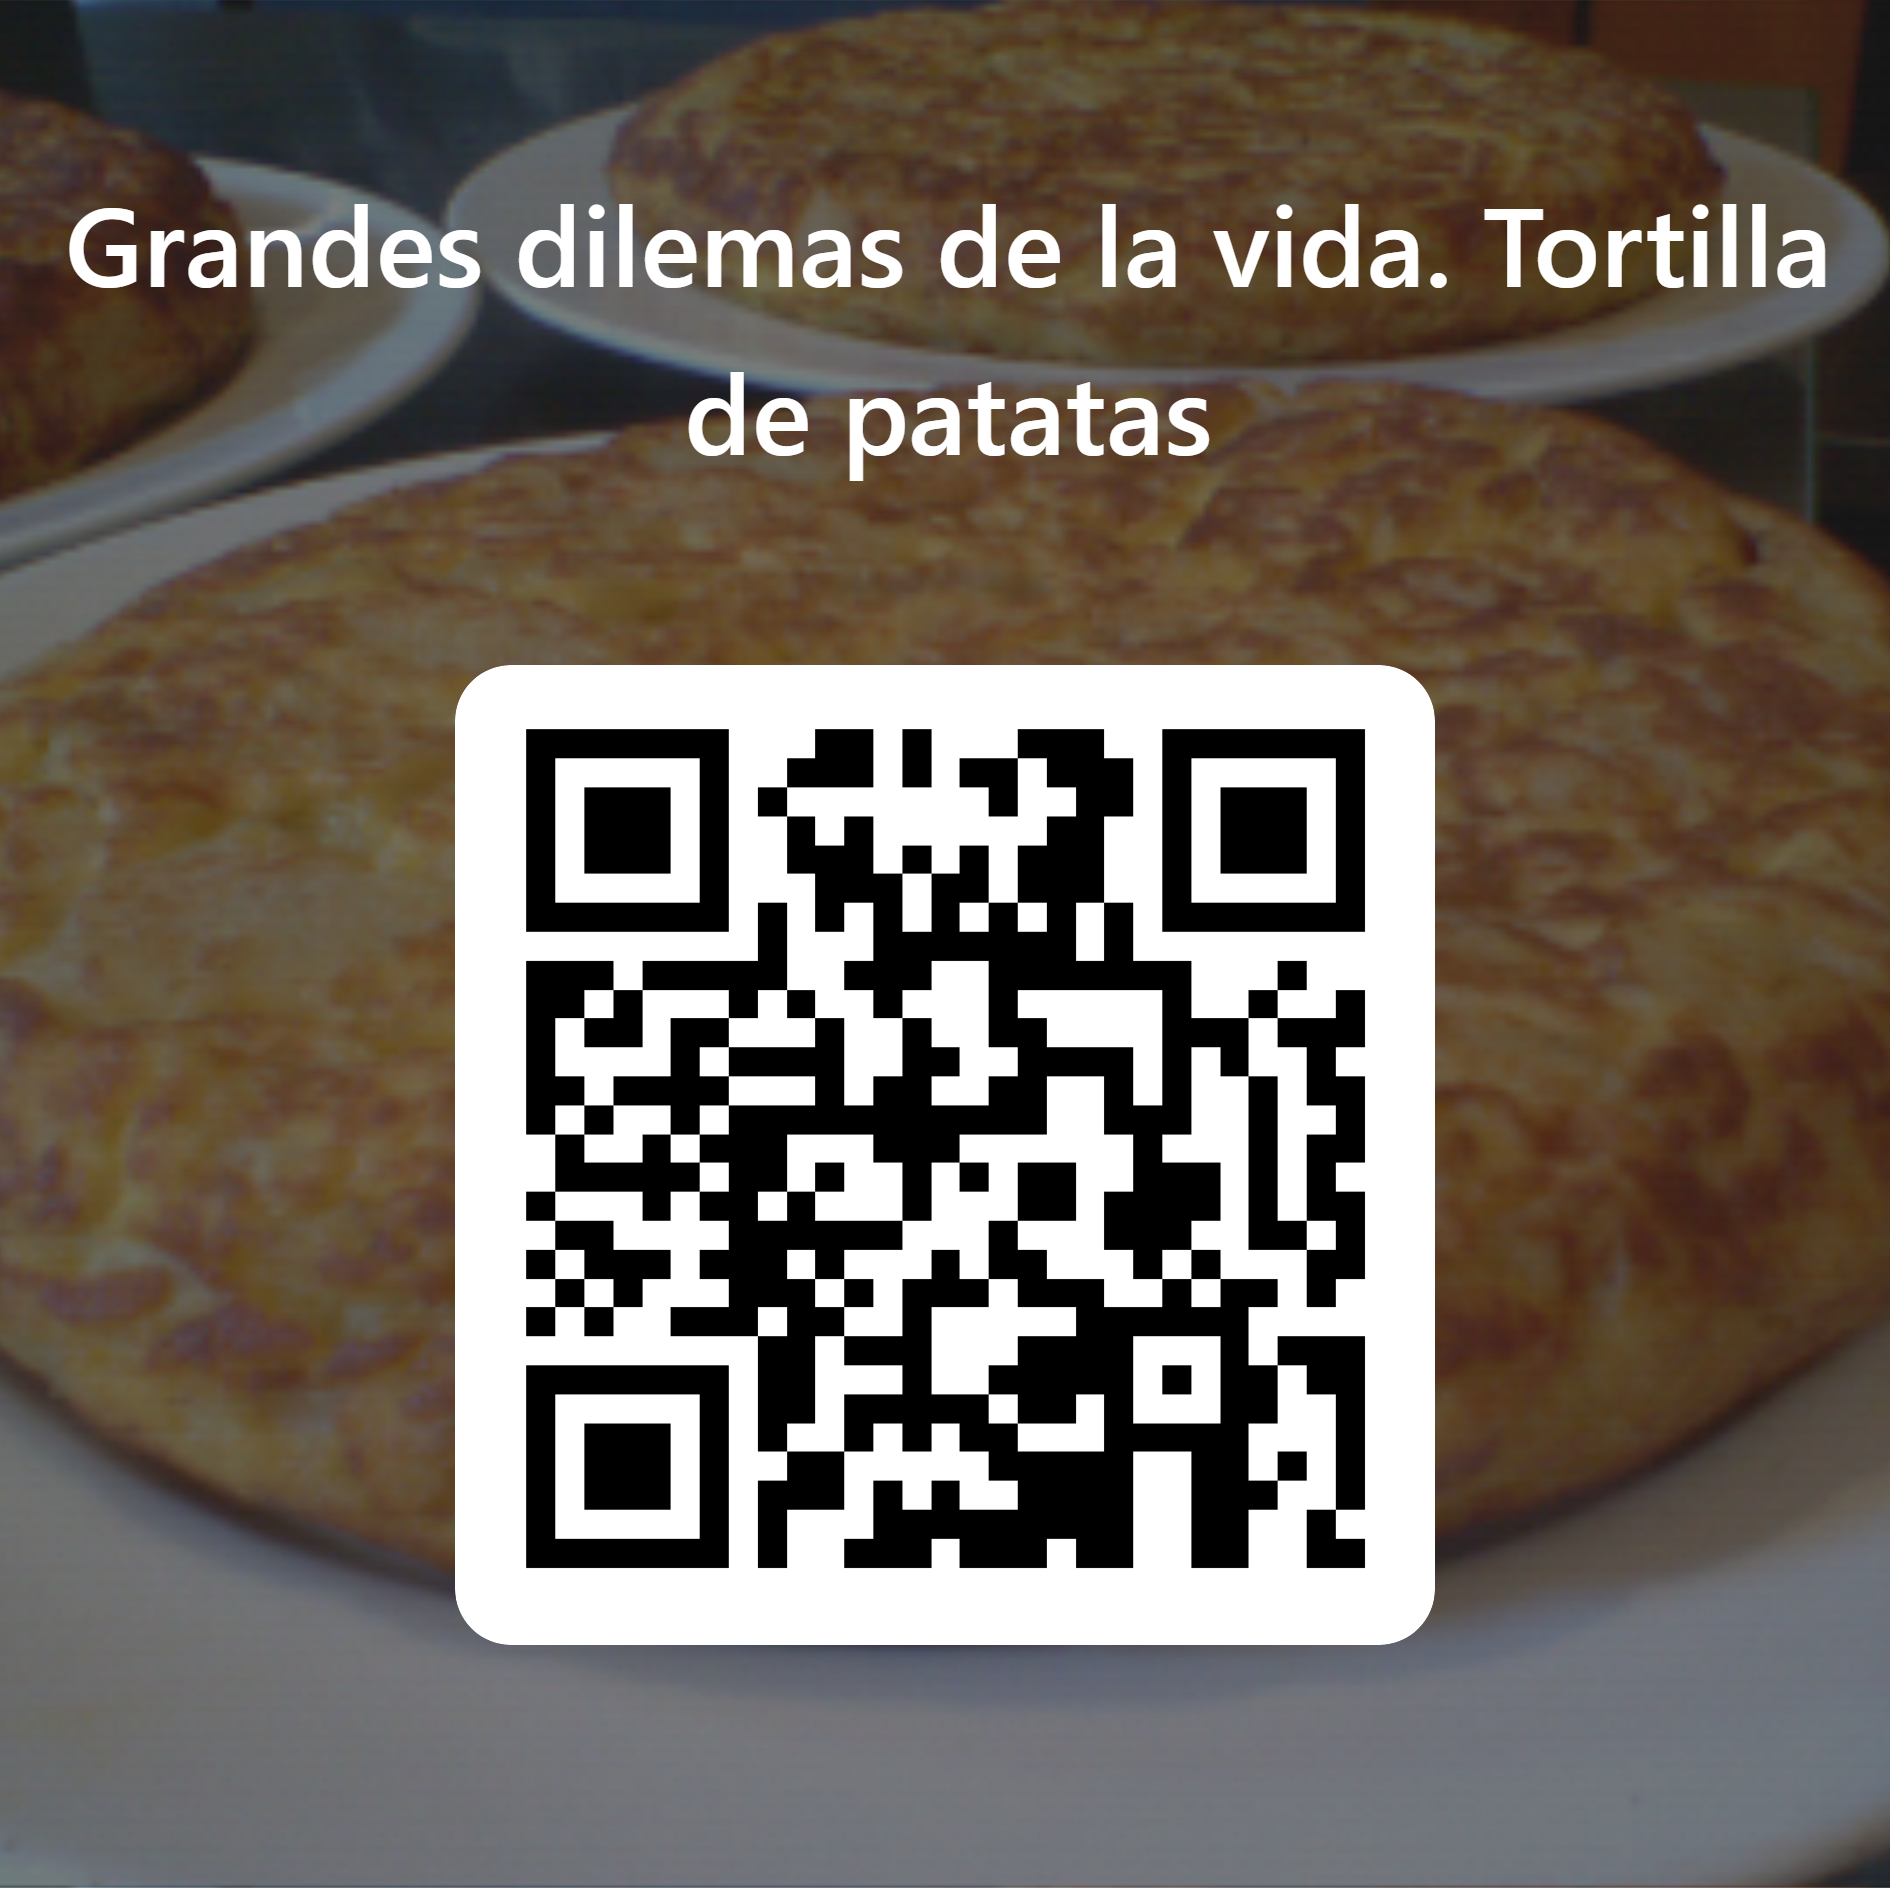 Grandes dilemas de la vida. Tortilla
de patatas